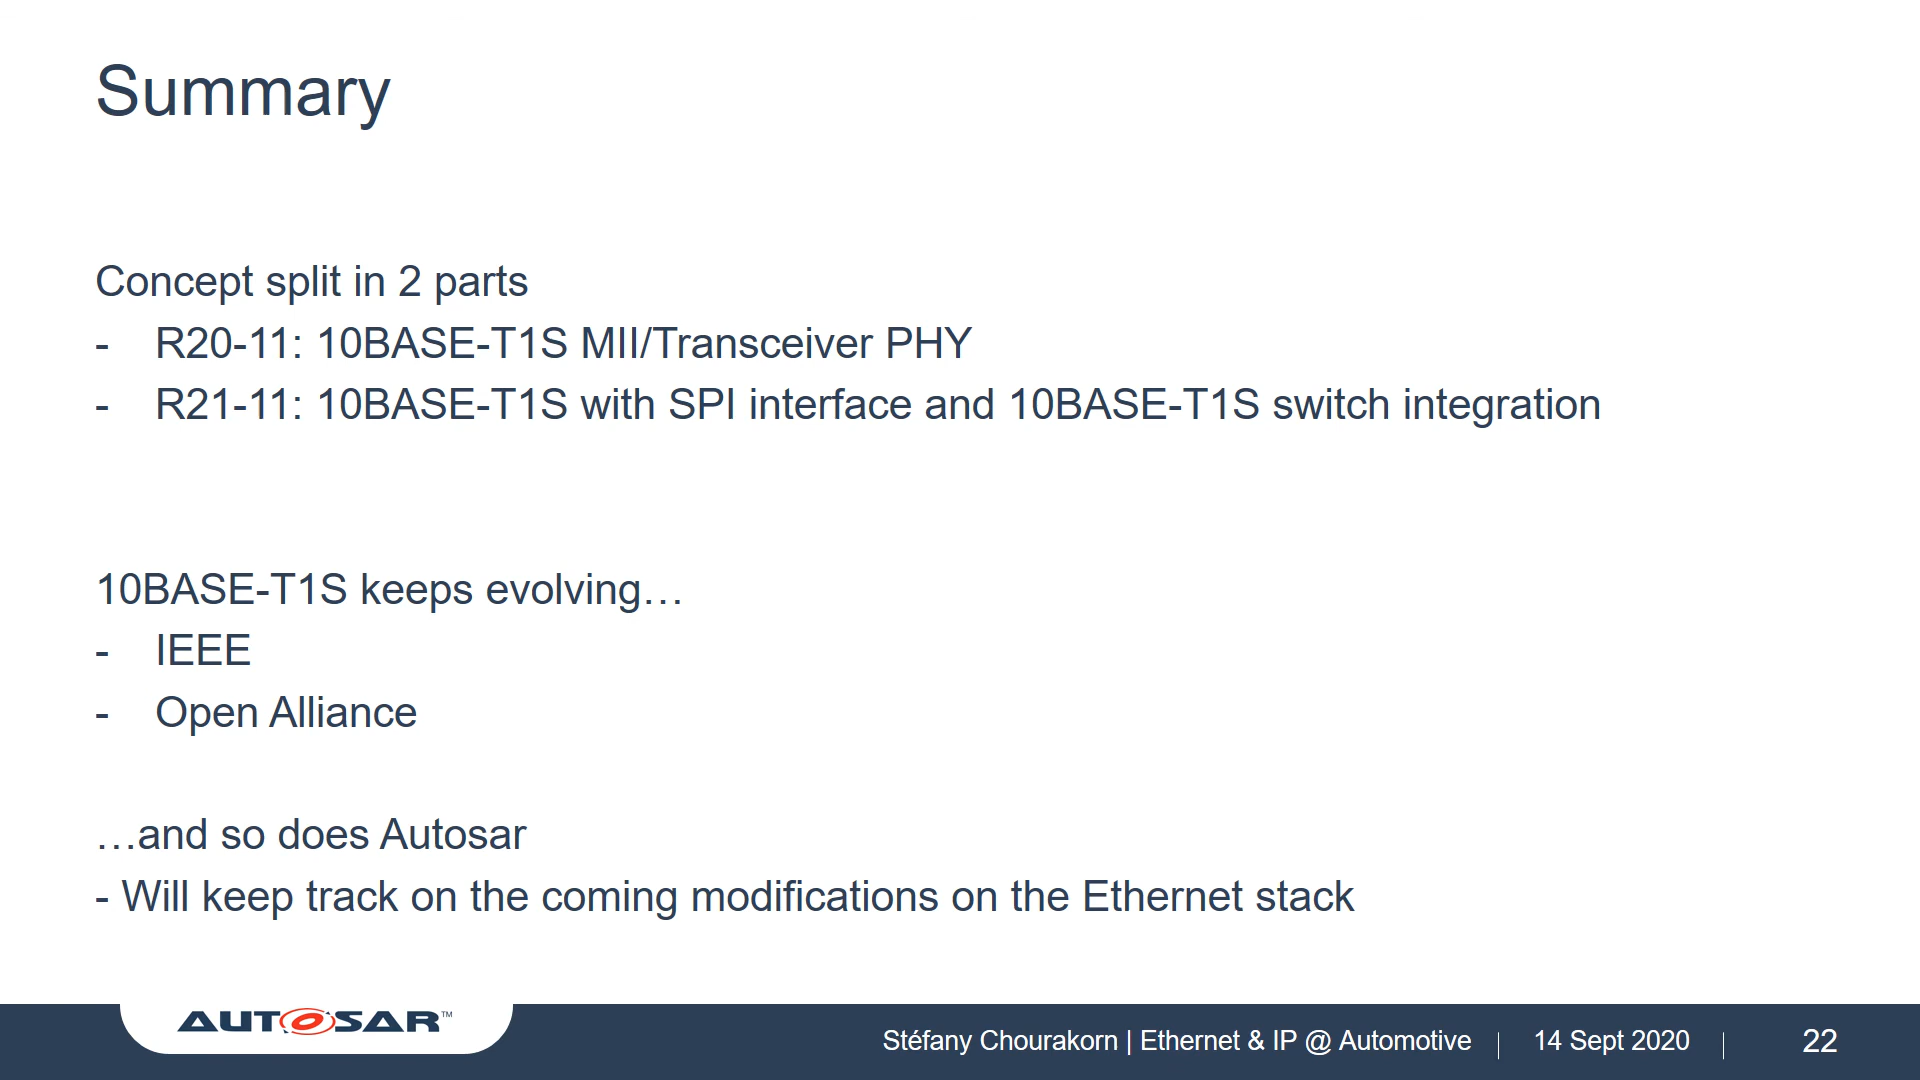 Summary
Concept split in 2 parts
- R20-11: 10BASE-T1S MII/Transceiver PHY
- R21-11: 10BASE-T1S with SPI interface and 10BASE-T1S switch integration
10BASE-T1S keeps evolving…
- IEEE
- Open Alliance
…and so does Autosar
- Will keep track on the coming modifications on the Ethernet stack
AUTOSAR™
Stéfany Chourakorn | Ethernet & IP @ Automotive | 14 Sept 2020 | 22